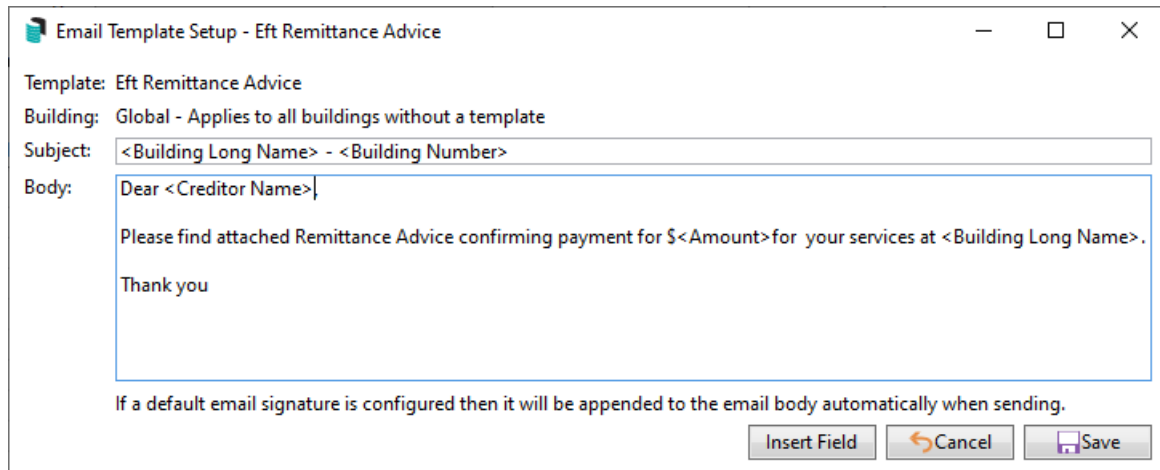 Email Template Setup - Eft Remittance Advice
Template: Eft Remittance Advice
Building: Global - Applies to all buildings without a template
Subject: <Building Long Name> - <Building Number>
Body: Dear <Creditor Name>,
Please find attached Remittance Advice confirming payment for $<Amount>for  your services at <Building Long Name>.
Thank you
If a default email signature is configured then it will be appended to the email body automatically when sending.
Insert Field Cancel Save